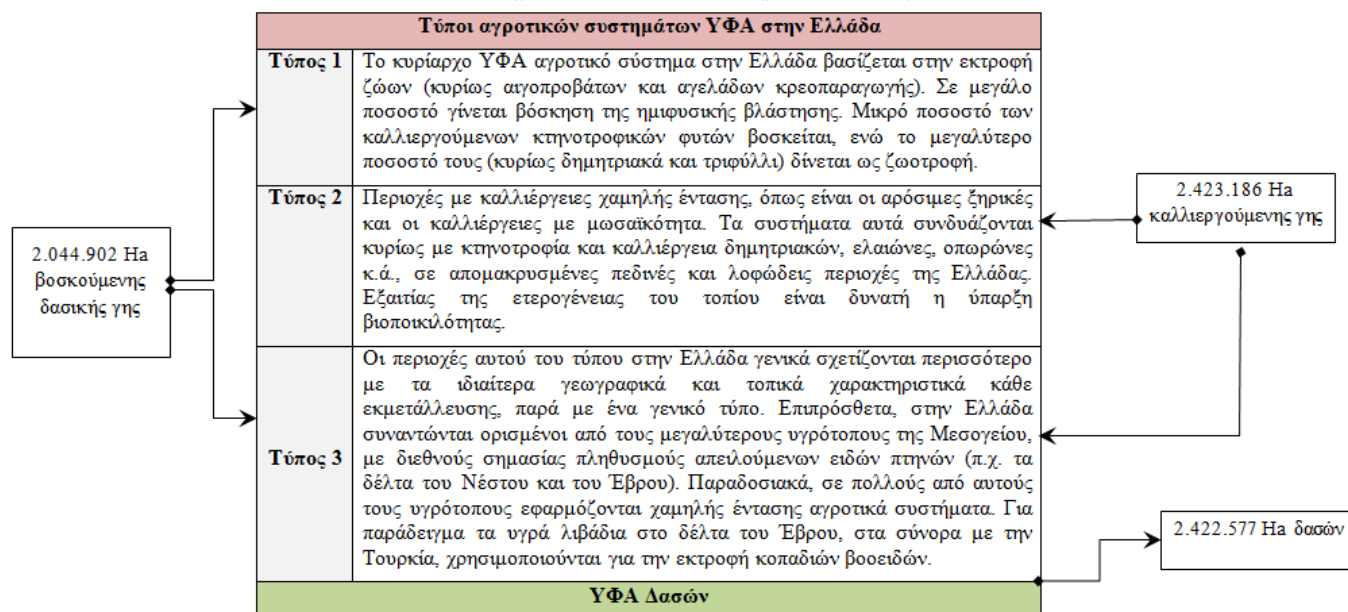 Τύποι αγροτικών συστημάτων ΥΦΑ στην Ελλάδα
Τύπος 1
Το κυρίαρχο ΥΦΑ αγροτικό σύστημα στην Ελλάδα βασίζεται στην εκτροφή
ζώων (κυρίως αιγοπροβάτων και αγελάδων κρεοπαραγωγής). Σε μεγάλο
ποσοστό γίνεται βόσκηση της ημιφυσικής βλάστησης. Μικρό ποσοστό των
καλλιεργούμενων κτηνοτροφικών φυτών βοσκείται, ενώ το μεγαλύτερο
ποσοστό τους (κυρίως δημητριακά και τριφύλλι) δίνεται ως ζωοτροφή.
Τύπος 2
Περιοχές με καλλιέργειες χαμηλής έντασης, όπως είναι οι αρόσιμες ξηρικές
και οι καλλιέργειες με μωσαϊκότητα. Τα συστήματα αυτά συνδυάζονται
κυρίως με κτηνοτροφία και καλλιέργεια δημητριακών, ελαιώνες, οπωρώνες
κ.ά., σε απομακρυσμένες πεδινές και λοφώδεις περιοχές της Ελλάδας.
Εξαιτίας της ετερογένειας του τοπίου είναι δυνατή η ύπαρξη
βιοποικιλότητας.
Τύπος 3
Οι περιοχές αυτού του τύπου στην Ελλάδα γενικά σχετίζονται περισσότερο
με τα ιδιαίτερα γεωγραφικά και τοπικά χαρακτηριστικά κάθε
εκμετάλλευσης, παρά με ένα γενικό τύπο. Επιπρόσθετα, στην Ελλάδα
συναντώνται ορισμένοι από τους μεγαλύτερους υγρότοπους της Μεσογείου,
με διεθνούς σημασίας πληθυσμούς απειλούμενων ειδών πτηνών (π.χ. τα
δέλτα του Νέστου και του Έβρου). Παραδοσιακά, σε πολλούς από αυτούς
τους υγρότοπους εφαρμόζονται χαμηλής έντασης αγροτικά συστήματα. Για
παράδειγμα τα υγρά λιβάδια στο δέλτα του Έβρου, στα σύνορα με την
Τουρκία, χρησιμοποιούνται για την εκτροφή κοπαδιών βοοειδών.
ΥΦΑ Δασών
2.044.902 Ha
βοσκούμενης
δασικής γης
2.423.186 Ha
καλλιεργούμενης γης
2.422.577 Ha δασών